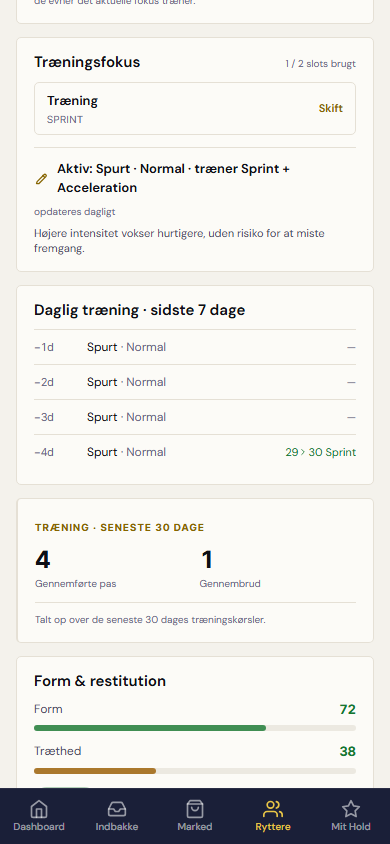 de evner det aktuelle fokus træner.
Træningsfokus
1 / 2 slots brugt
Træning
SPRINT
Skift
Aktiv: Spurt · Normal · træner Sprint +
Acceleration
opdateres dagligt
Højere intensitet vokser hurtigere, uden risiko for at miste
fremgang.
Daglig træning · sidste 7 dage
−1d Spurt · Normal —
−2d Spurt · Normal —
−3d Spurt · Normal —
−4d Spurt · Normal 29 › 30 Sprint
TRÆNING · SENESTE 30 DAGE
4 1
Gennemførte pas Gennembrud
Talt op over de seneste 30 dages træningskørsler.
Form & restitution
Form 72
Træthed 38
Dashboard Indbakke Marked Ryttere Mit Hold